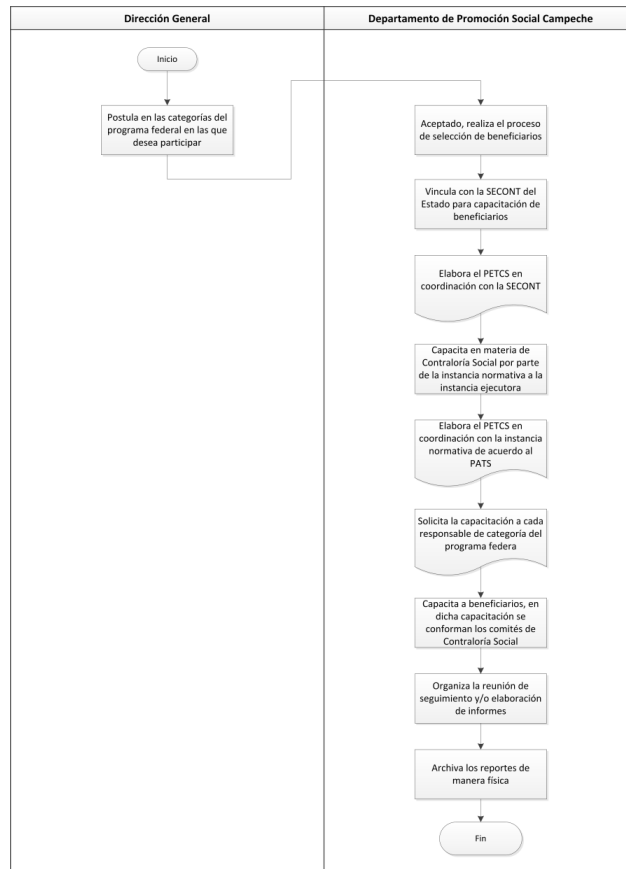 Dirección General
Departamento de Promoción Social Campeche
Inicio
Postula en las categorías del
programa federal en las que
desea participar
Aceptado, realiza el proceso
de selección de beneficiarios
Vincula con la SECONT del
Estado para capacitación de
beneficiarios
Elabora el PETCS en
coordinación con la SECONT
Capacita en materia de
Contraloría Social por parte
de la instancia normativa a la
instancia ejecutora
Elabora el PETCS en
coordinación con la instancia
normativa de acuerdo al
PATS
Solicita la capacitación a cada
responsable de categoría del
programa federa
Capacita a beneficiarios, en
dicha capacitación se
conforman los comités de
Contraloría Social
Organiza la reunión de
seguimiento y/o elaboración
de informes
Archiva los reportes de
manera física
Fin